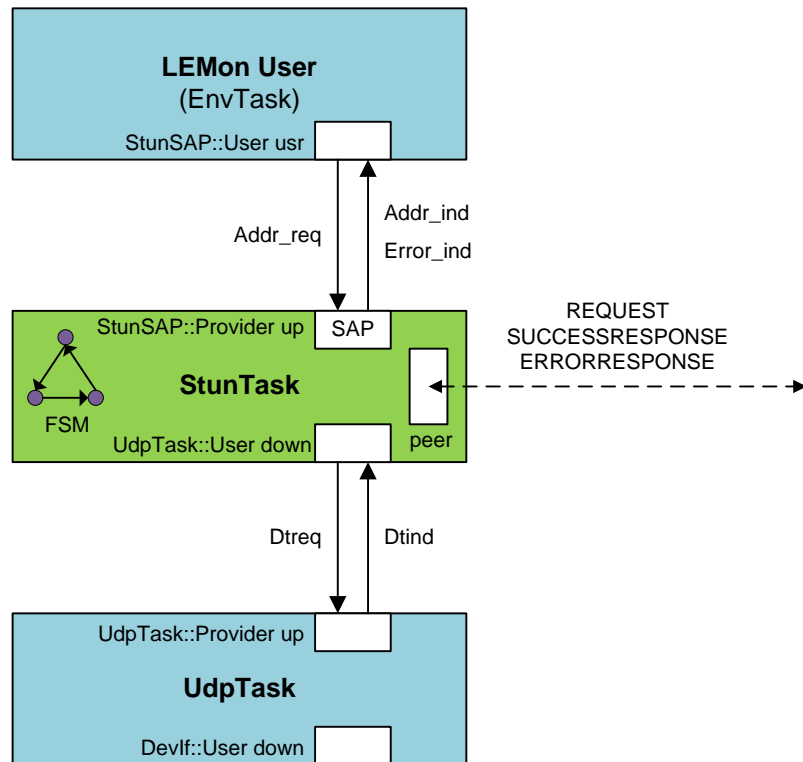 LEMon User
(EnvTask)
StunSAP::User usr
Addr_req
Addr_ind
Error_ind
StunSAP::Provider up
SAP
REQUEST
SUCCESSRESPONSE
ERRORRESPONSE
StunTask
FSM
UdpTask::User down
peer
Dtreq
Dtind
UdpTask::Provider up
UdpTask
DevIf::User down